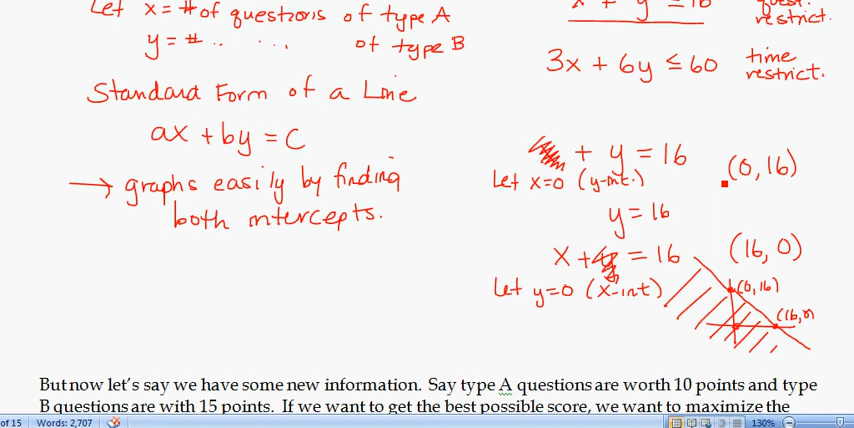 Let x = # of questions of type A
y = # " " " of type B
Standard Form of a Line
ax + by = C
→ graphs easily by finding
both intercepts.
x + y = 16
quest.
restrict.
3x + 6y ≤ 60
time
restrict.
+ y = 16
(0, 16)
Let x=0 (y-int.)
y = 16
x + = 16
(16, 0)
Let y=0 (x-int)
(0, 16)
(16, 0)
But now let's say we have some new information. Say type A questions are worth 10 points and type
B questions are with 15 points. If we want to get the best possible score, we want to maximize the
of 15 Words: 2,707 130%